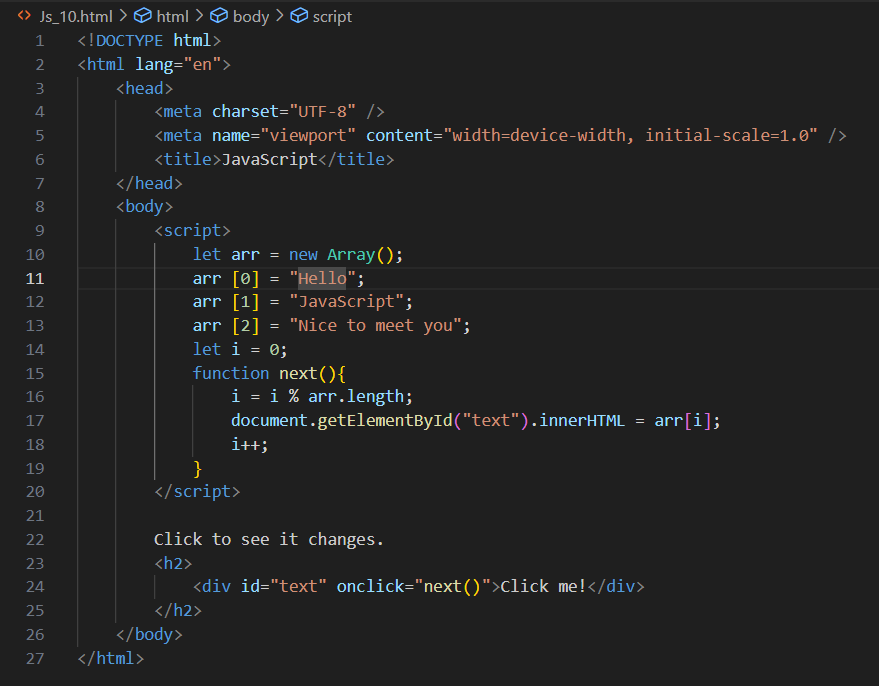 Js_10.html > html > body > script
1 <!DOCTYPE html>
2 <html lang="en">
3     <head>
4         <meta charset="UTF-8" />
5         <meta name="viewport" content="width=device-width, initial-scale=1.0" />
6         <title>JavaScript</title>
7     </head>
8     <body>
9         <script>
10             let arr = new Array();
11             arr [0] = "Hello";
12             arr [1] = "JavaScript";
13             arr [2] = "Nice to meet you";
14             let i = 0;
15             function next(){
16                 i = i % arr.length;
17                 document.getElementById("text").innerHTML = arr[i];
18                 i++;
19             }
20         </script>
21
22         Click to see it changes.
23         <h2>
24             <div id="text" onclick="next()">Click me!</div>
25         </h2>
26     </body>
27 </html>